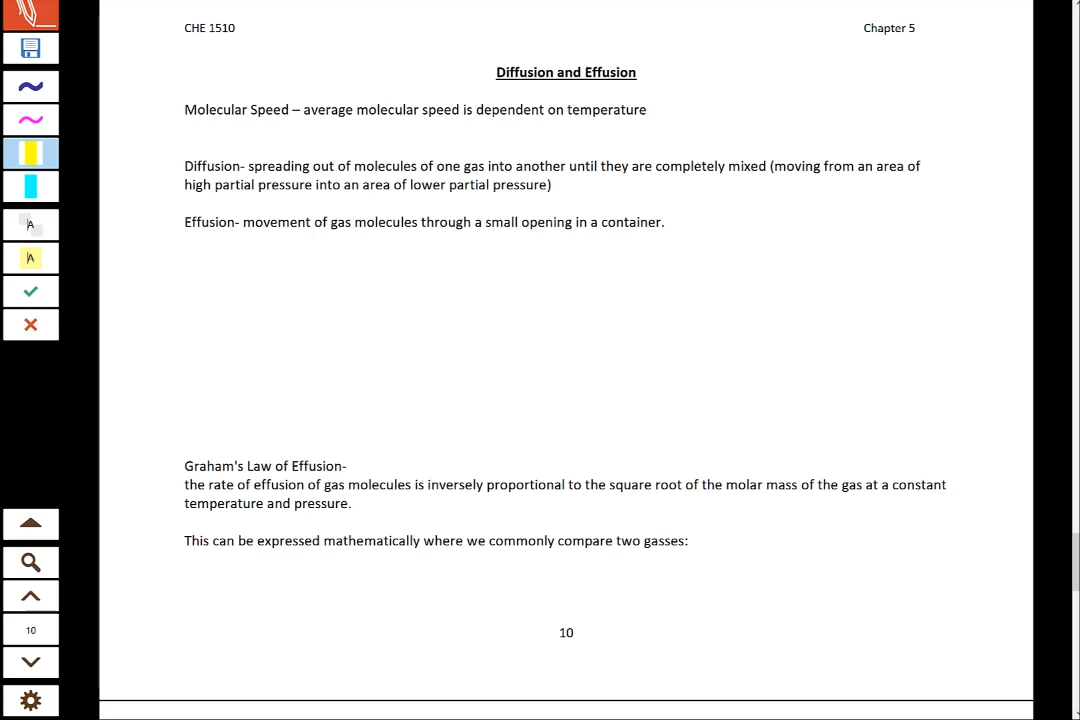 CHE 1510 Chapter 5
Diffusion and Effusion
Molecular Speed – average molecular speed is dependent on temperature
Diffusion- spreading out of molecules of one gas into another until they are completely mixed (moving from an area of
high partial pressure into an area of lower partial pressure)
Effusion- movement of gas molecules through a small opening in a container.
Graham's Law of Effusion-
the rate of effusion of gas molecules is inversely proportional to the square root of the molar mass of the gas at a constant
temperature and pressure.
This can be expressed mathematically where we commonly compare two gasses:
10
A
A
10